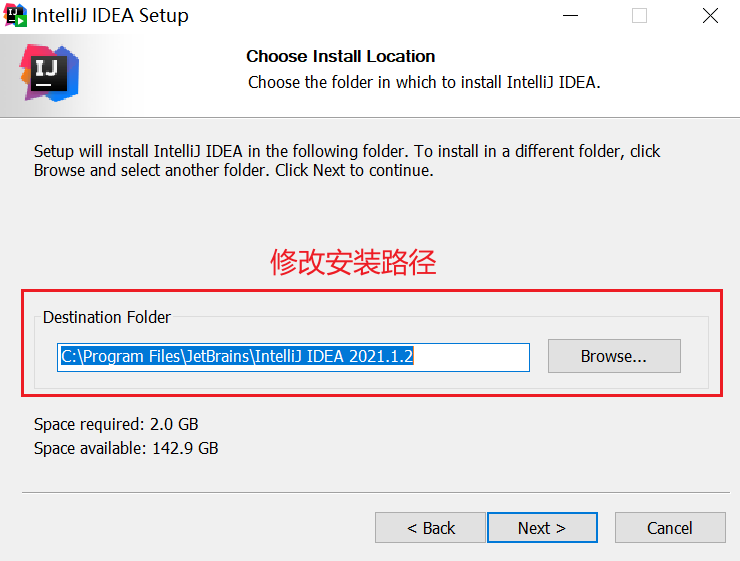 IntelliJ IDEA Setup
IJ
Choose Install Location
Choose the folder in which to install IntelliJ IDEA.
Setup will install IntelliJ IDEA in the following folder. To install in a different folder, click
Browse and select another folder. Click Next to continue.
修改安装路径
Destination Folder
C:\Program Files\JetBrains\IntelliJ IDEA 2021.1.2
Browse...
Space required: 2.0 GB
Space available: 142.9 GB
< Back
Next >
Cancel